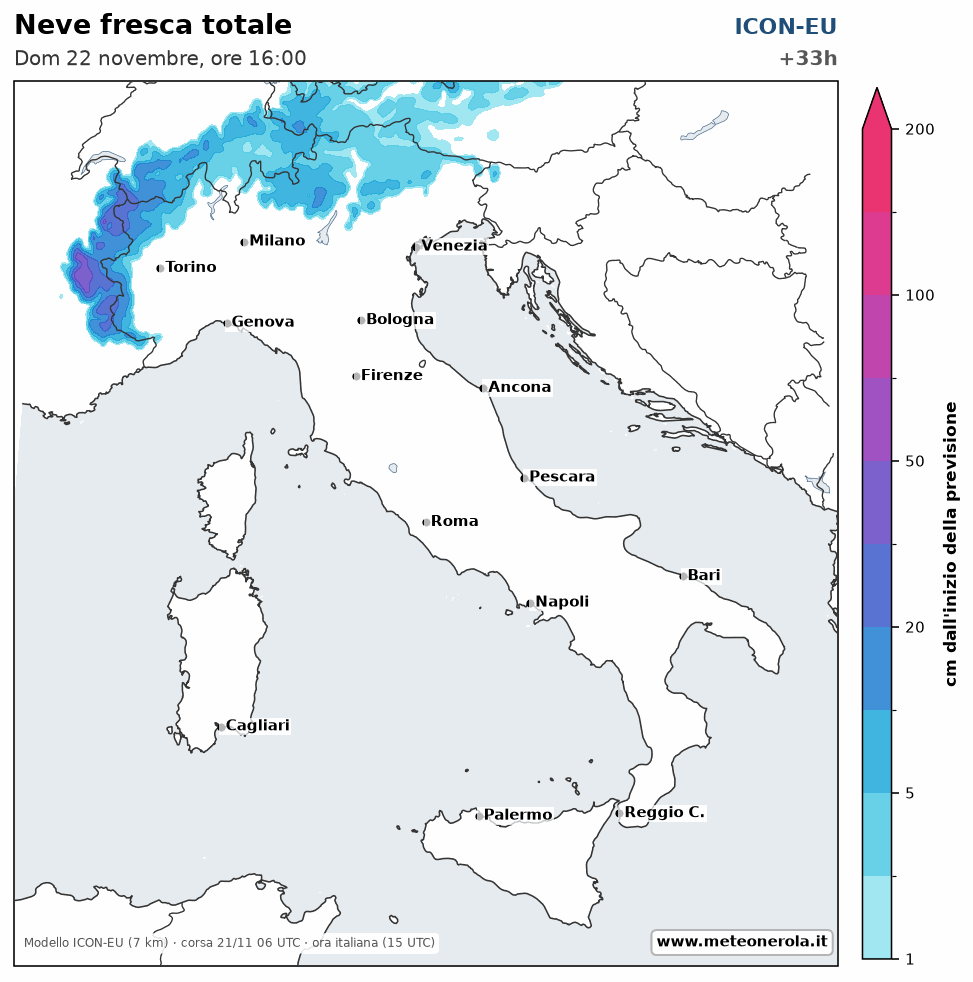 Neve fresca totale
ICON-EU
Dom 22 novembre, ore 16:00
+33h
200
100
50
20
5
1
cm dall'inizio della previsione
Milano
Venezia
Torino
Genova
Bologna
Firenze
Ancona
Pescara
Roma
Bari
Napoli
Cagliari
Palermo
Reggio C.
Modello ICON-EU (7 km) · corsa 21/11 06 UTC · ora italiana (15 UTC)
www.meteonerola.it